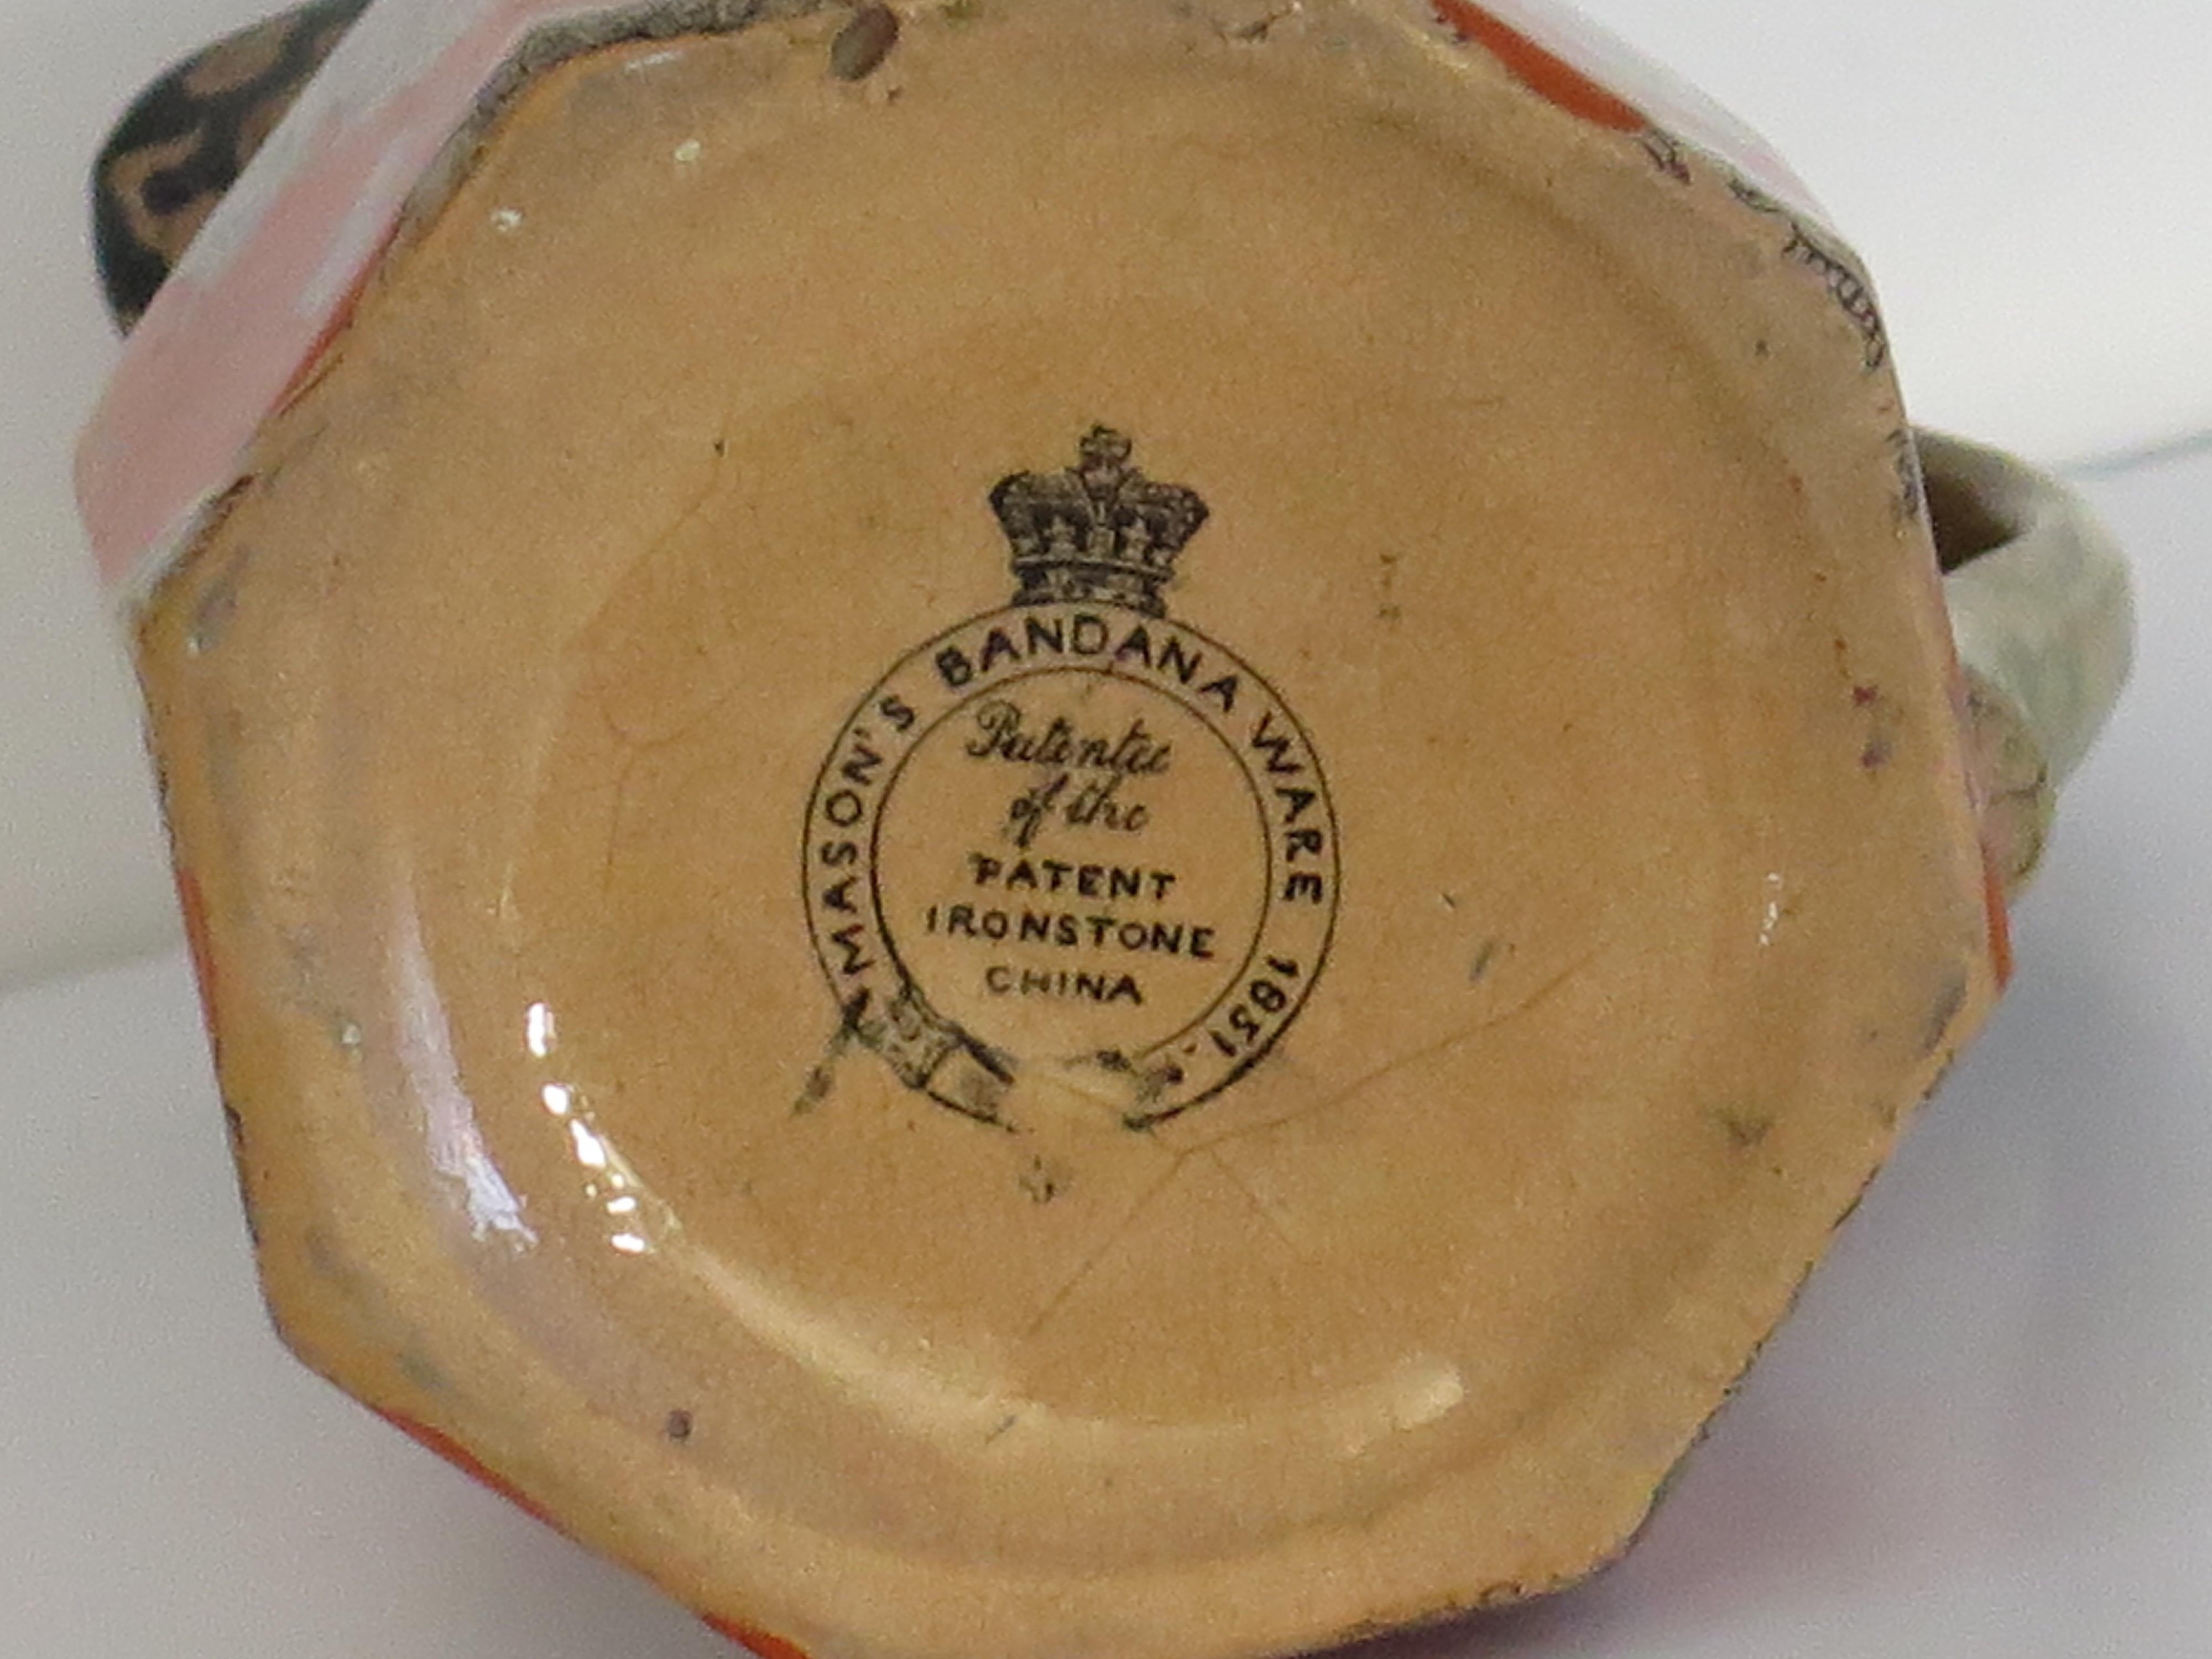 MASON'S BANDANA WARE 1851.
Patentee
of the
PATENT
IRONSTONE
CHINA